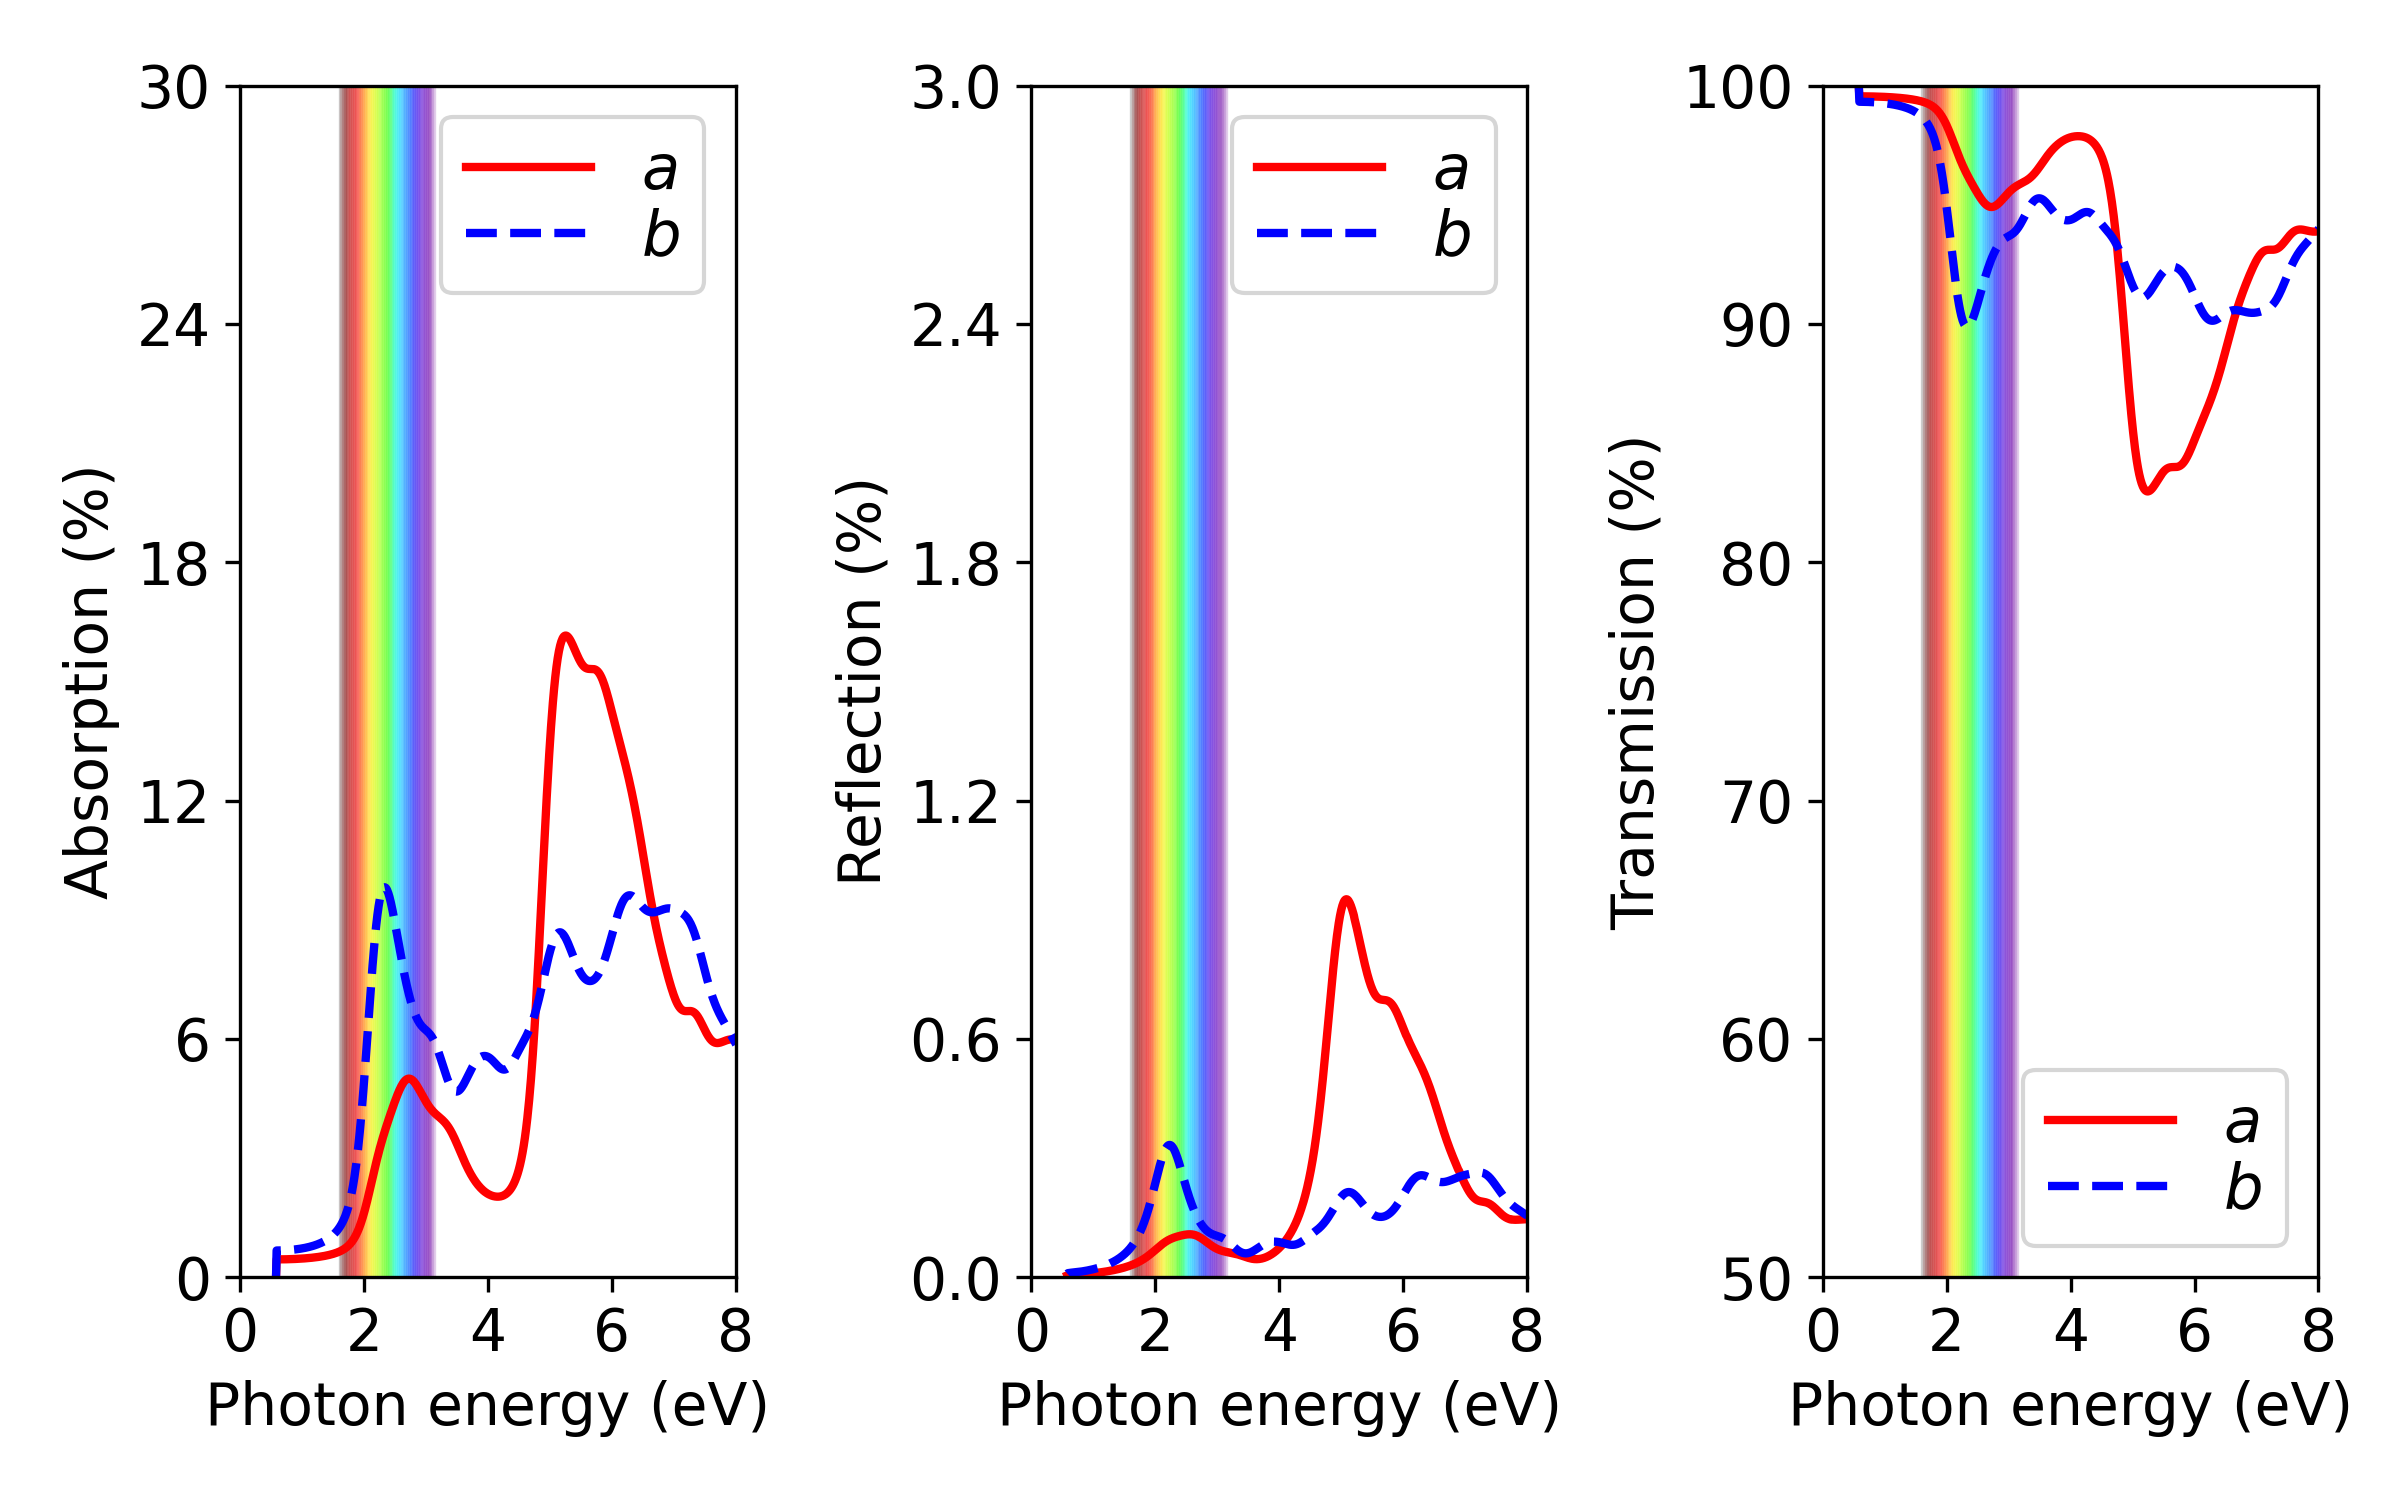 Absorption (%)
30
24
18
12
6
0
0 2 4 6 8
Photon energy (eV)
a
b
Reflection (%)
3.0
2.4
1.8
1.2
0.6
0.0
0 2 4 6 8
Photon energy (eV)
a
b
Transmission (%)
100
90
80
70
60
50
0 2 4 6 8
Photon energy (eV)
a
b